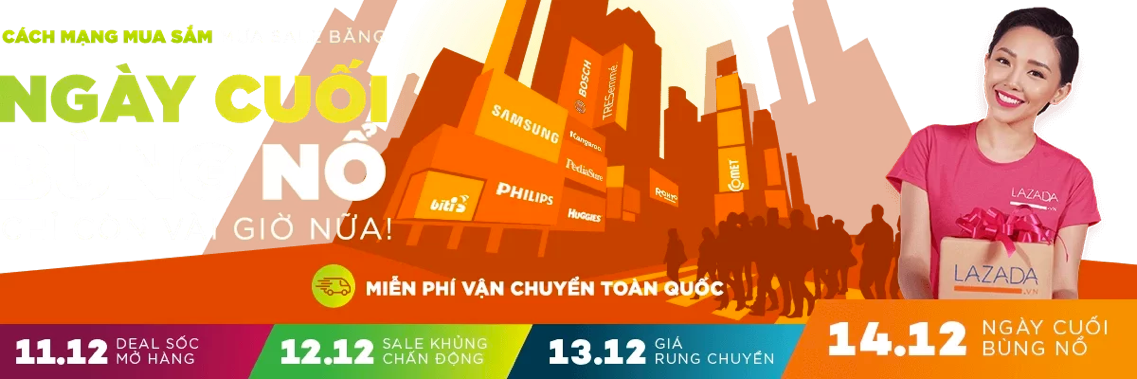 CÁCH MẠNG MUA SẮM
NGÀY CUỐI
NỔ
GIỜ NỮA!
BOSCH
TRESemmé
SAMSUNG
Kangaroo
PediaSure
PHILIPS
HUGGIES
biti's
COMET
MIỄN PHÍ VẬN CHUYỂN TOÀN QUỐC
LAZADA
.VN
LAZADA
.VN
11.12 DEAL SỐC
MỞ HÀNG
12.12 SALE KHỦNG
CHẤN ĐỘNG
13.12 GIÁ
RUNG CHUYỂN
14.12 NGÀY CUỐI
BÙNG NỔ